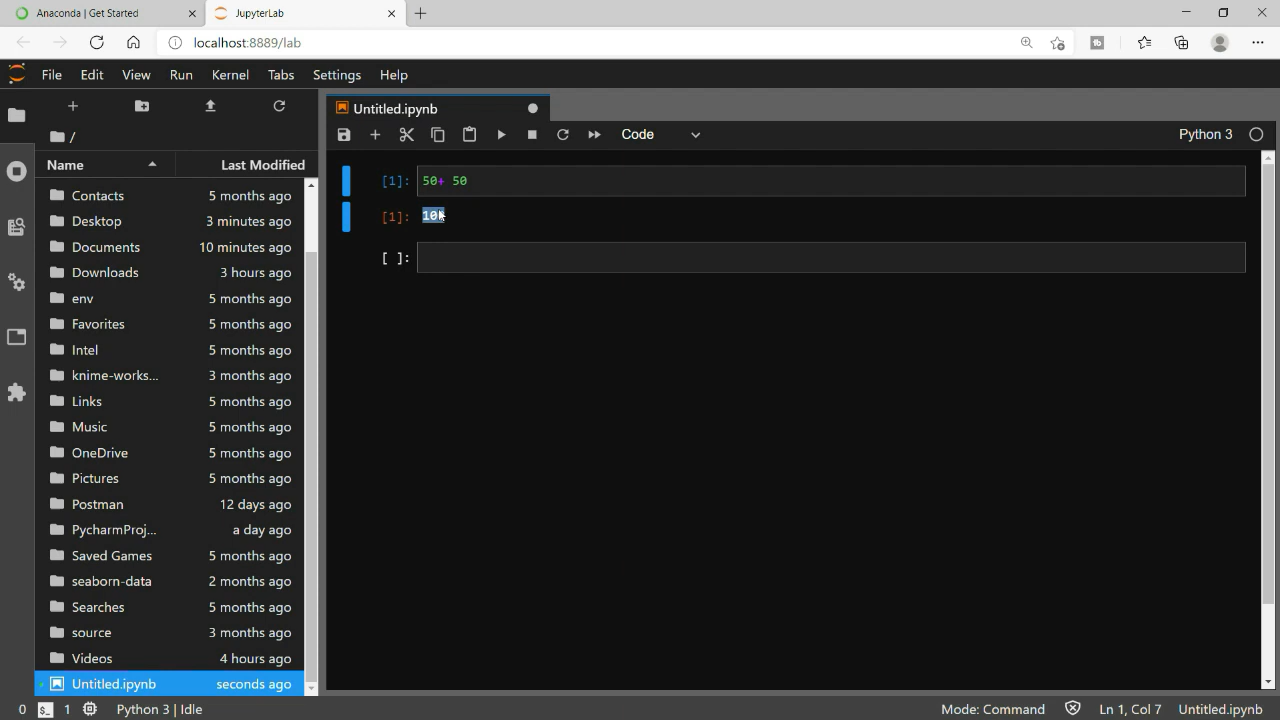 Anaconda | Get Started
JupyterLab
localhost:8889/lab
File Edit View Run Kernel Tabs Settings Help
Untitled.ipynb
/
Code
Python 3
Name Last Modified
Contacts 5 months ago
Desktop 3 minutes ago
Documents 10 minutes ago
Downloads 3 hours ago
env 5 months ago
Favorites 5 months ago
Intel 5 months ago
knime-works... 3 months ago
Links 5 months ago
Music 5 months ago
OneDrive 5 months ago
Pictures 5 months ago
Postman 12 days ago
PycharmProj... a day ago
Saved Games 5 months ago
seaborn-data 2 months ago
Searches 5 months ago
source 3 months ago
Videos 4 hours ago
Untitled.ipynb seconds ago
[1]: 50+ 50
[1]: 100
[ ]:
0 1 Python 3 | Idle
Mode: Command Ln 1, Col 7 Untitled.ipynb